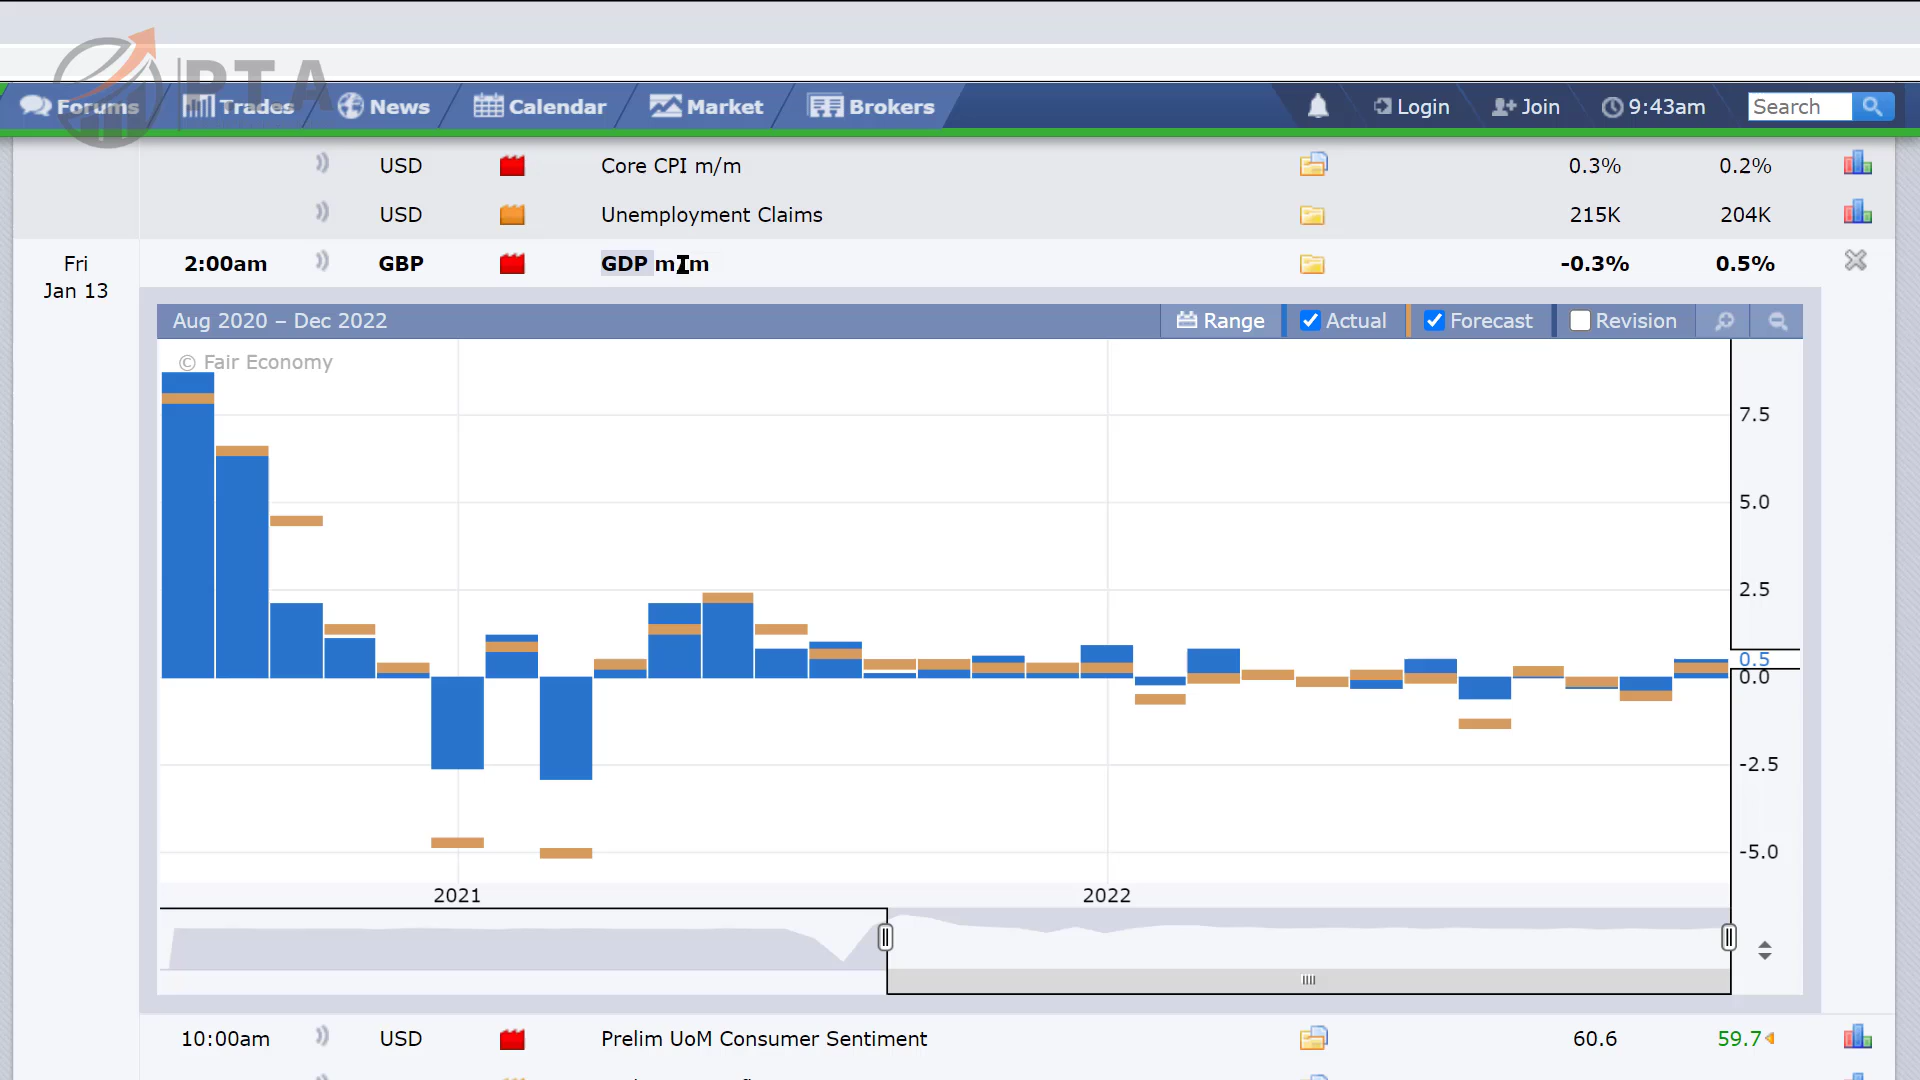 PTA
Forums Trades News Calendar Market Brokers Login Join 9:43am Search
USD Core CPI m/m 0.3% 0.2%
USD Unemployment Claims 215K 204K
Fri 2:00am GBP GDP m/m -0.3% 0.5%
Jan 13
Aug 2020 – Dec 2022 Range Actual Forecast Revision
© Fair Economy
7.5
5.0
2.5
0.5
0.0
-2.5
-5.0
2021 2022
10:00am USD Prelim UoM Consumer Sentiment 60.6 59.7